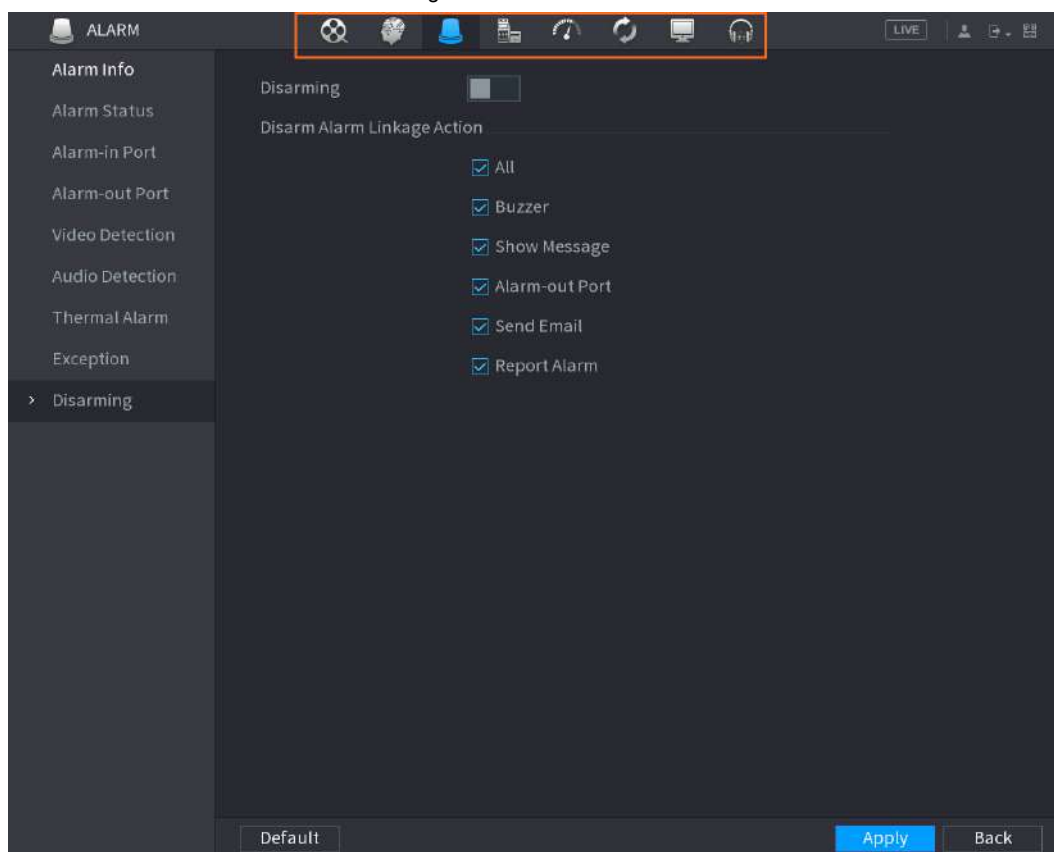 ALARM
LIVE
Alarm Info
Alarm Status
Alarm-in Port
Alarm-out Port
Video Detection
Audio Detection
Thermal Alarm
Exception
> Disarming
Disarming
Disarm Alarm Linkage Action
All
Buzzer
Show Message
Alarm-out Port
Send Email
Report Alarm
Default
Apply
Back